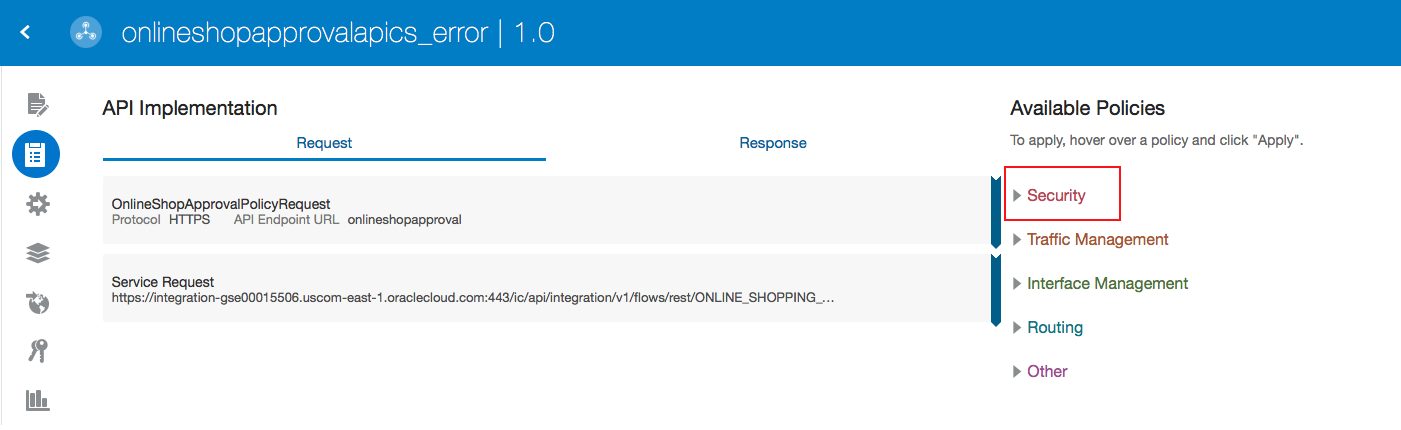 onlineshopapprovalapics_error | 1.0
API Implementation
Request
Response
OnlineShopApprovalPolicyRequest
Protocol HTTPS API Endpoint URL onlineshopapproval
Service Request
https://integration-gse00015506.uscom-east-1.oraclecloud.com:443/ic/api/integration/v1/flows/rest/ONLINE_SHOPPING_...
Available Policies
To apply, hover over a policy and click "Apply".
Security
Traffic Management
Interface Management
Routing
Other